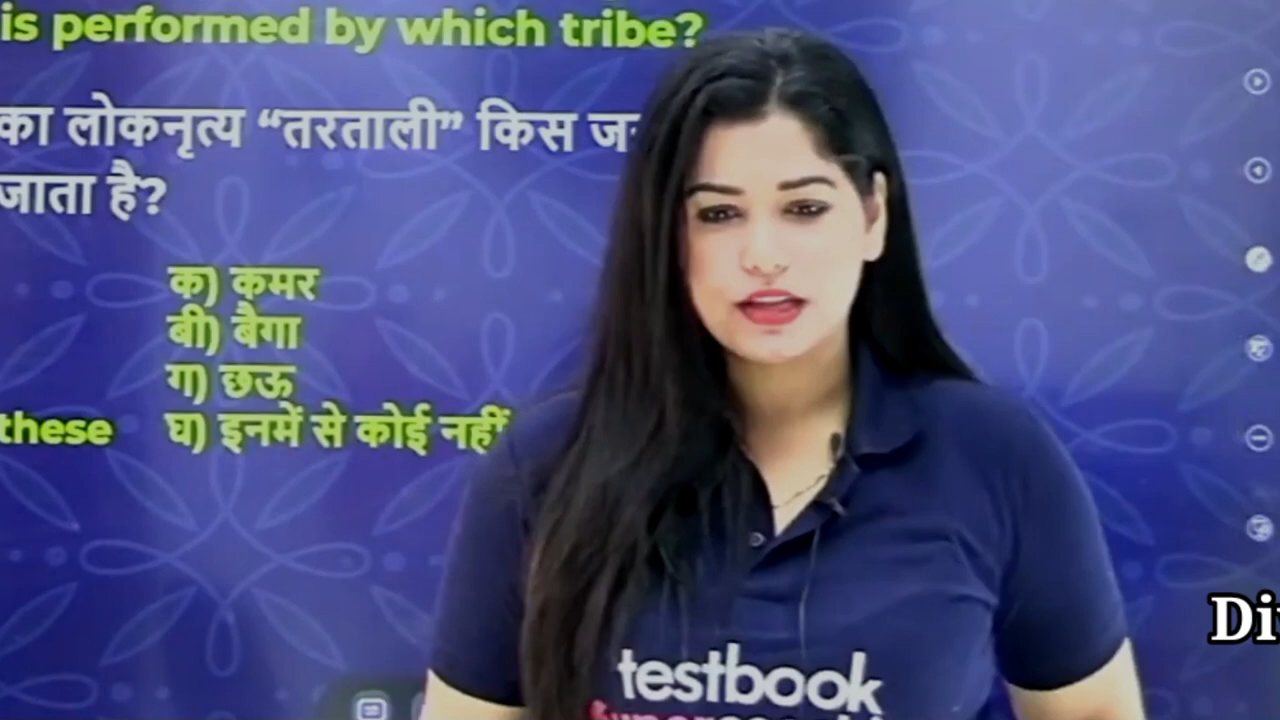 is performed by which tribe?
का लोकनृत्य “तरताली” किस
जाता है?
क) कमर
बी) बैगा
ग) छऊ
these घ) इनमें से कोई नहीं
testbook